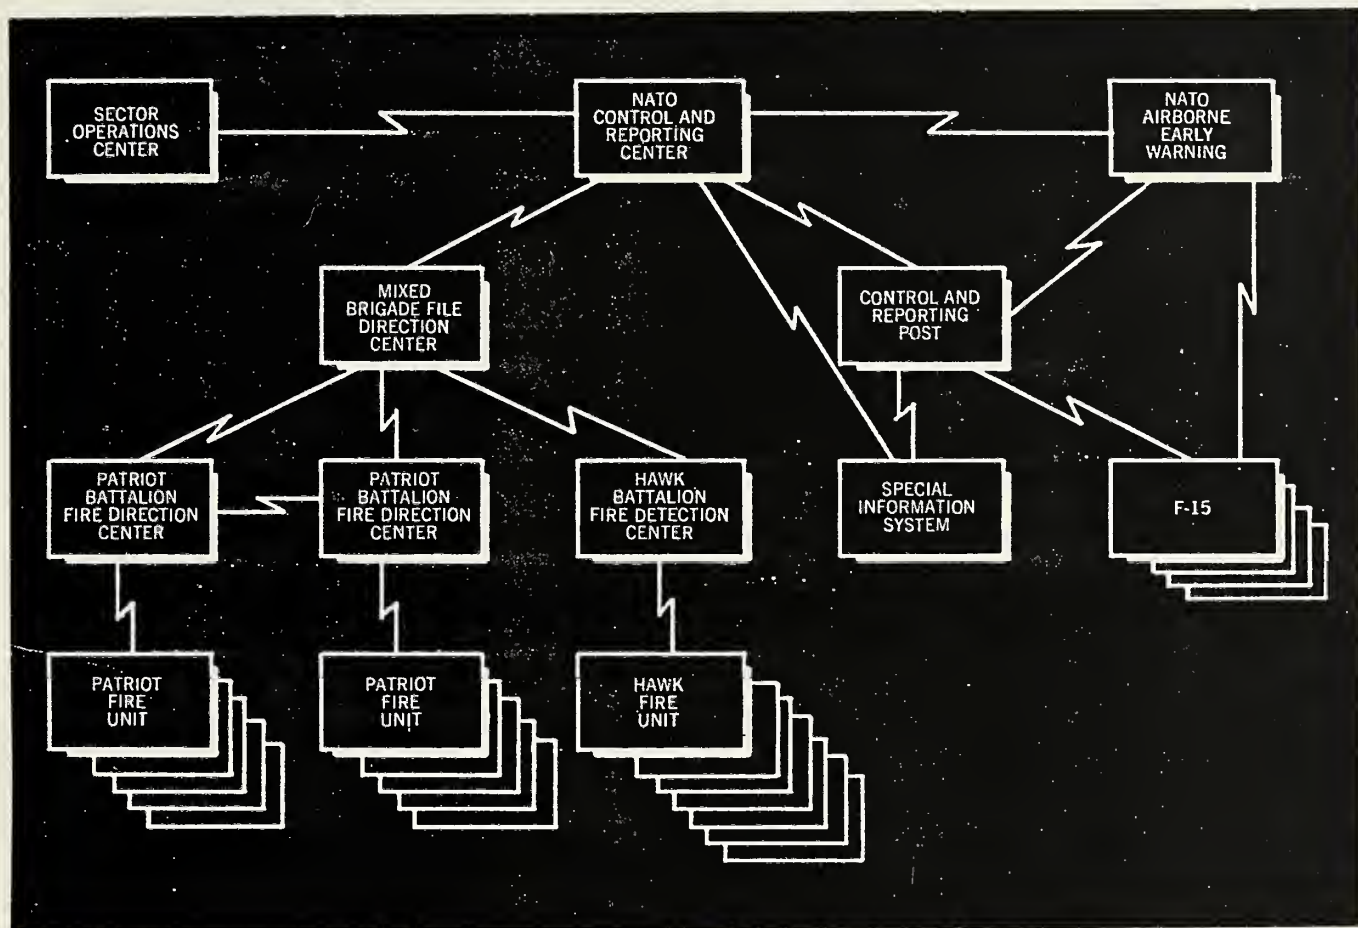 SECTOR
OPERATIONS
CENTER
NATO
CONTROL AND
REPORTING
CENTER
NATO
AIRBORNE
EARLY
WARNING
MIXED
BRIGADE FILE
DIRECTION
CENTER
CONTROL AND
REPORTING
POST
PATRIOT
BATTALION
FIRE DIRECTION
CENTER
PATRIOT
BATTALION
FIRE DIRECTION
CENTER
HAWK
BATTALION
FIRE DETECTION
CENTER
SPECIAL
INFORMATION
SYSTEM
F-15
PATRIOT
FIRE
UNIT
PATRIOT
FIRE
UNIT
HAWK
FIRE
UNIT